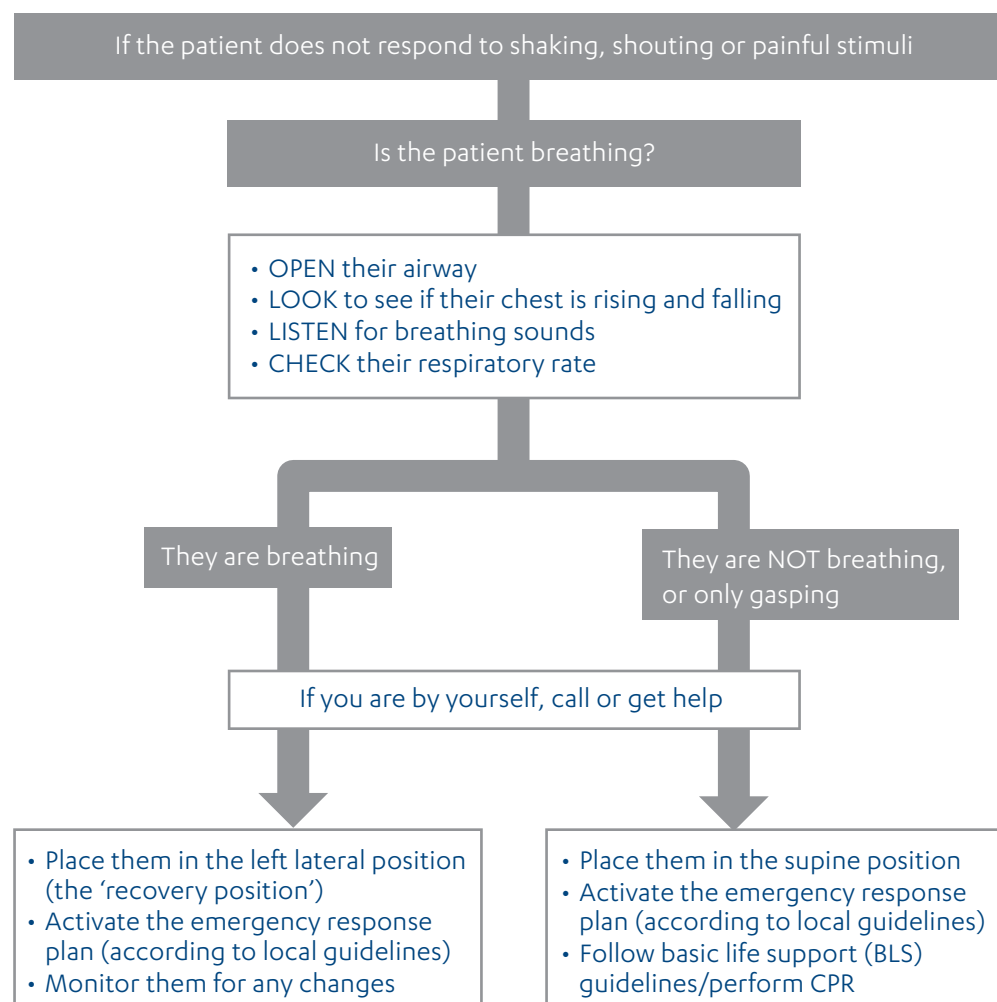 If the patient does not respond to shaking, shouting or painful stimuli
Is the patient breathing?
• OPEN their airway
• LOOK to see if their chest is rising and falling
• LISTEN for breathing sounds
• CHECK their respiratory rate
They are breathing
They are NOT breathing,
or only gasping
If you are by yourself, call or get help
• Place them in the left lateral position
(the ‘recovery position’)
• Activate the emergency response
plan (according to local guidelines)
• Monitor them for any changes
• Place them in the supine position
• Activate the emergency response
plan (according to local guidelines)
• Follow basic life support (BLS)
guidelines/perform CPR